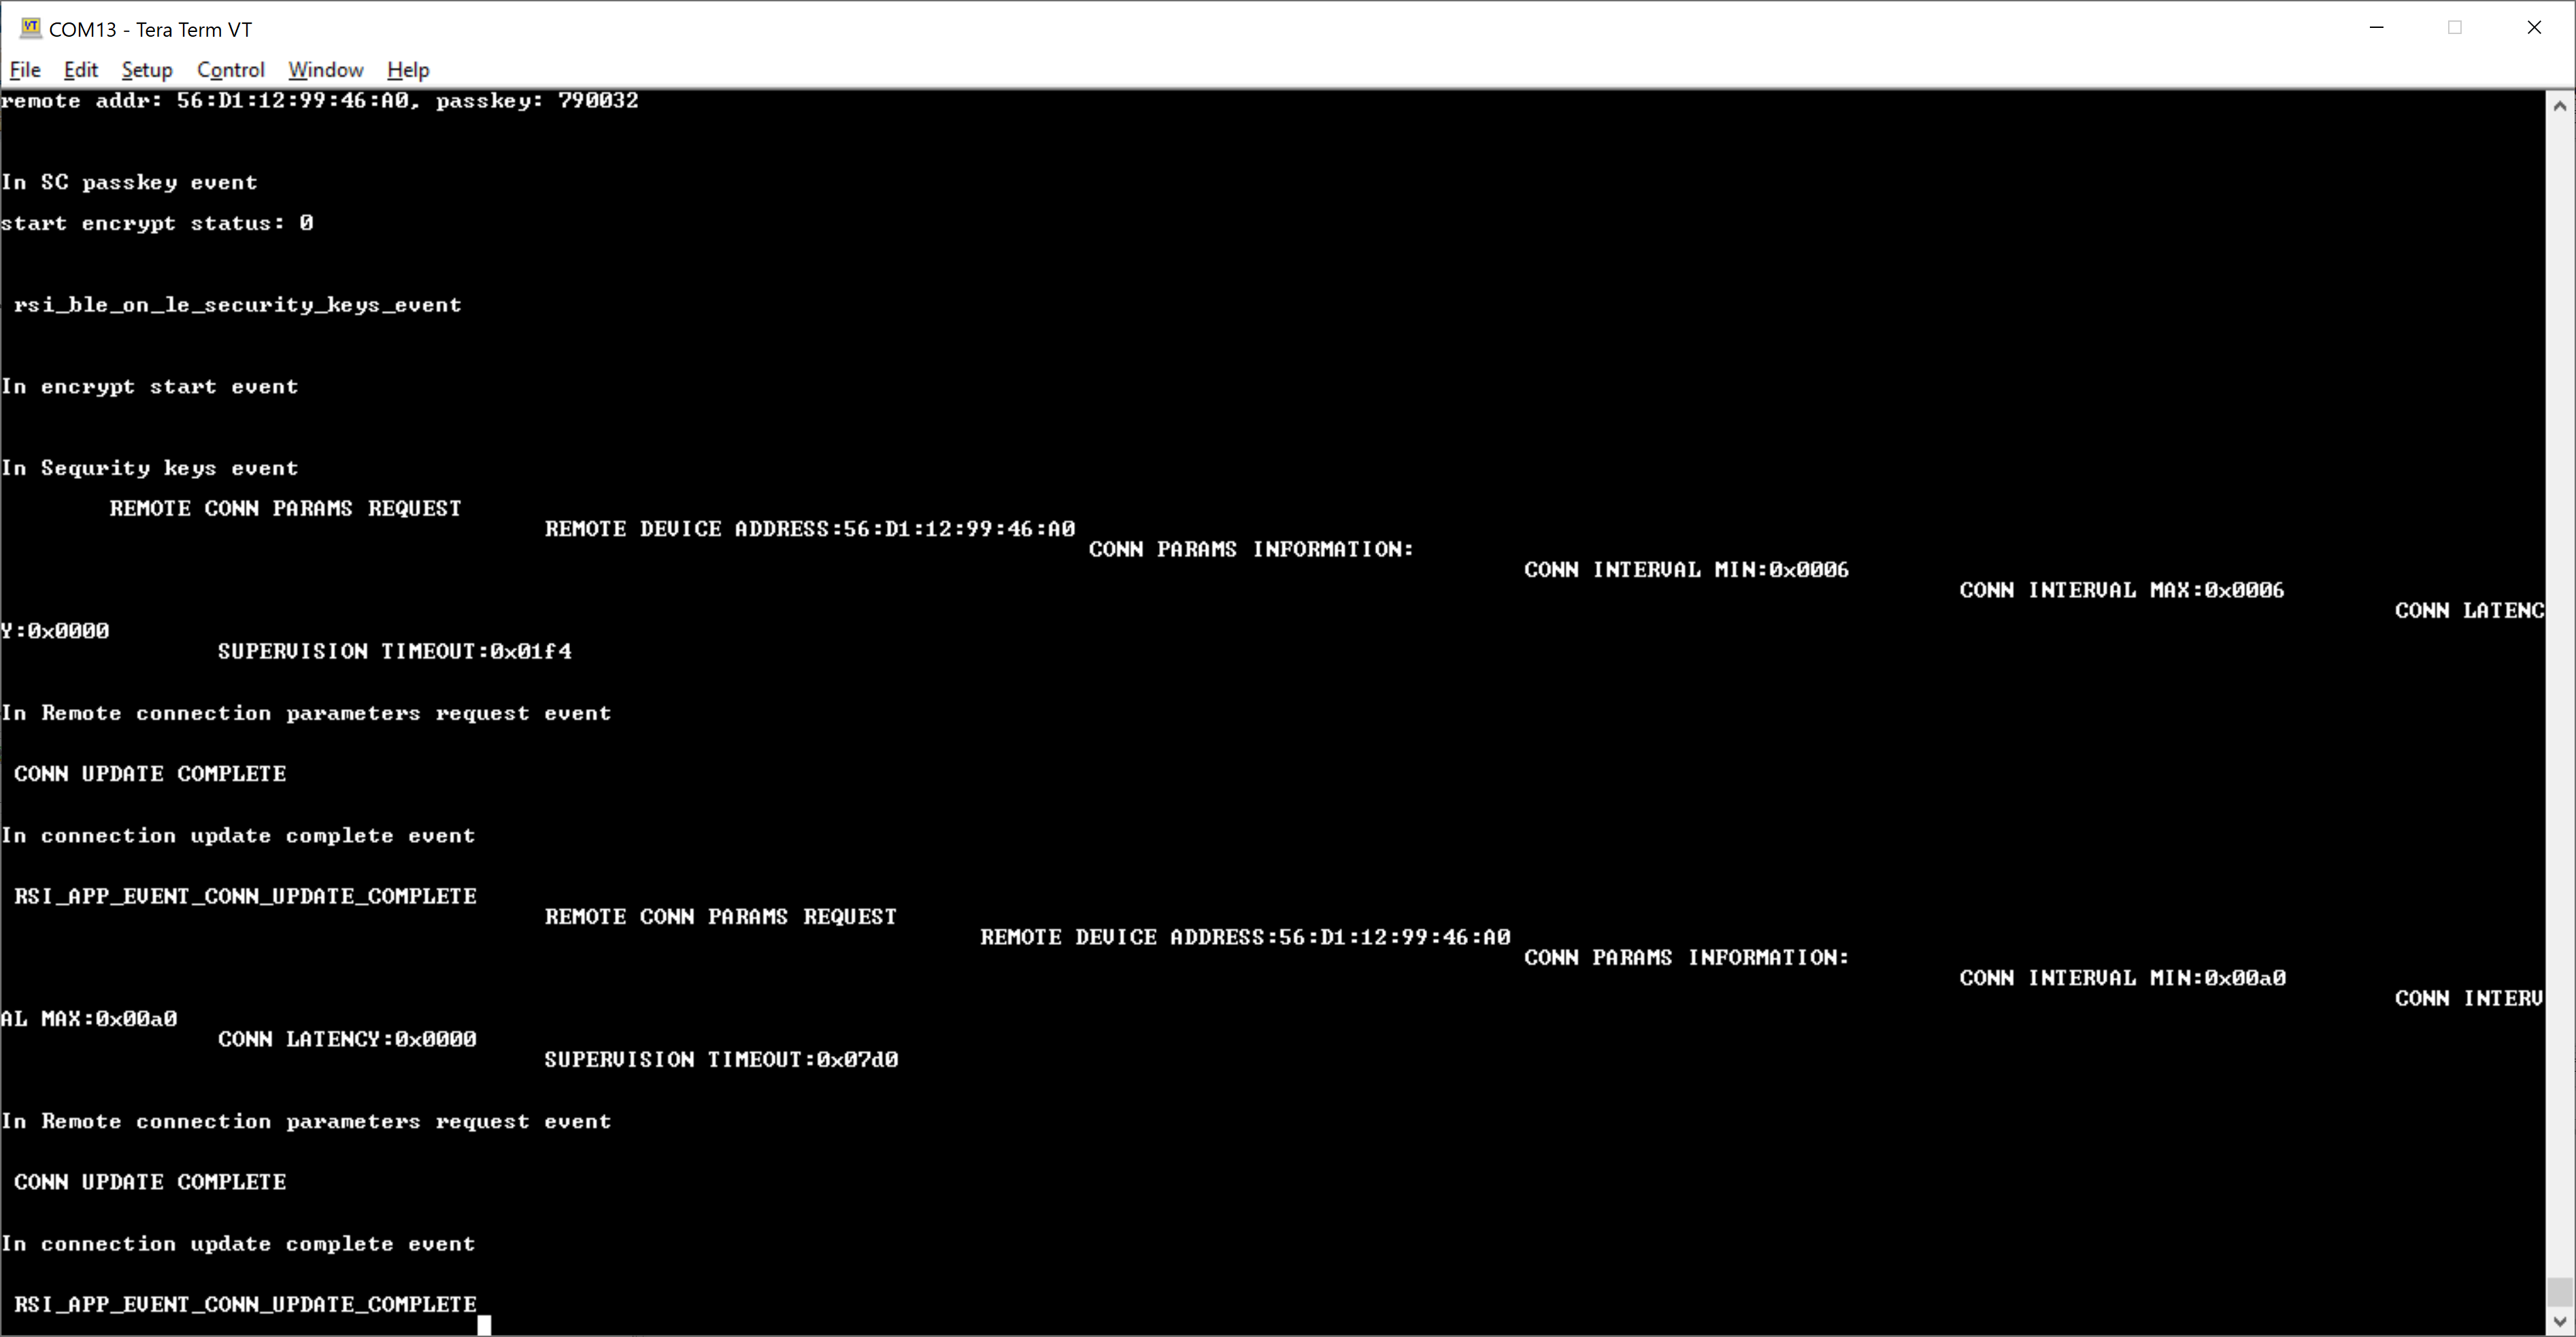 COM13 - Tera Term VT
File Edit Setup Control Window Help
remote addr: 56:D1:12:99:46:A0, passkey: 790032
In SC passkey event
start encrypt status: 0
rsi_ble_on_le_security_keys_event
In encrypt start event
In Sequrity keys event
REMOTE CONN PARAMS REQUEST
REMOTE DEVICE ADDRESS:56:D1:12:99:46:A0
CONN PARAMS INFORMATION:
CONN INTERVAL MIN:0x0006
CONN INTERVAL MAX:0x0006
CONN LATENC
Y:0x0000
SUPERVISION TIMEOUT:0x01f4
In Remote connection parameters request event
CONN UPDATE COMPLETE
In connection update complete event
RSI_APP_EVENT_CONN_UPDATE_COMPLETE
REMOTE CONN PARAMS REQUEST
REMOTE DEVICE ADDRESS:56:D1:12:99:46:A0
CONN PARAMS INFORMATION:
CONN INTERVAL MIN:0x00a0
CONN INTERV
AL MAX:0x00a0
CONN LATENCY:0x0000
SUPERVISION TIMEOUT:0x07d0
In Remote connection parameters request event
CONN UPDATE COMPLETE
In connection update complete event
RSI_APP_EVENT_CONN_UPDATE_COMPLETE